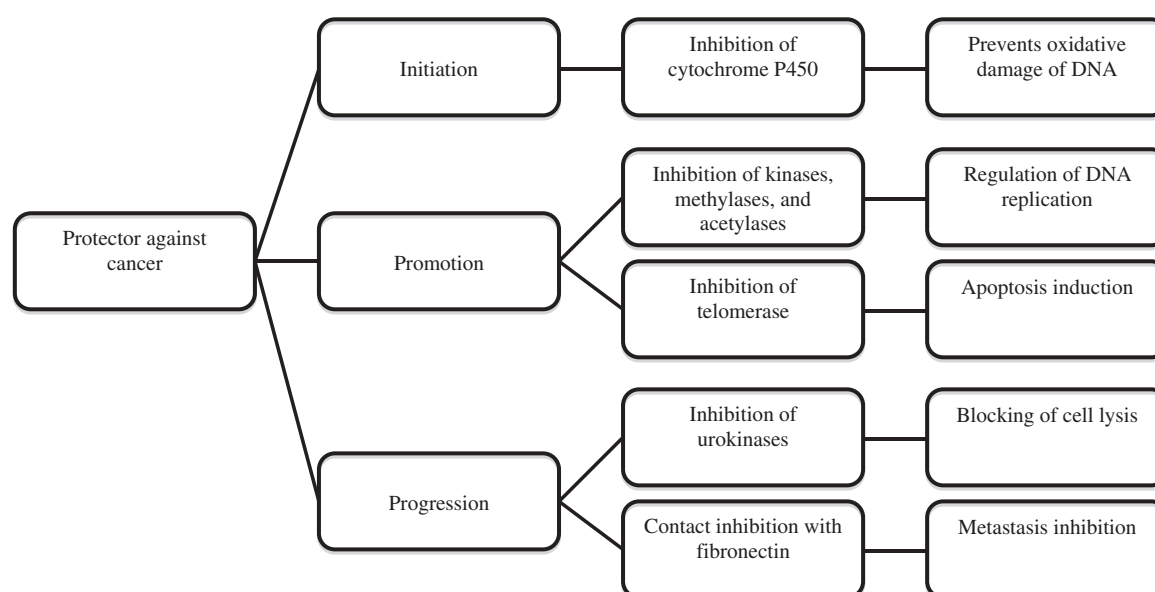 Protector against
cancer
Initiation
Inhibition of
cytochrome P450
Prevents oxidative
damage of DNA
Promotion
Inhibition of kinases,
methylases, and
acetylases
Regulation of DNA
replication
Inhibition of
telomerase
Apoptosis induction
Progression
Inhibition of
urokinases
Blocking of cell lysis
Contact inhibition with
fibronectin
Metastasis inhibition